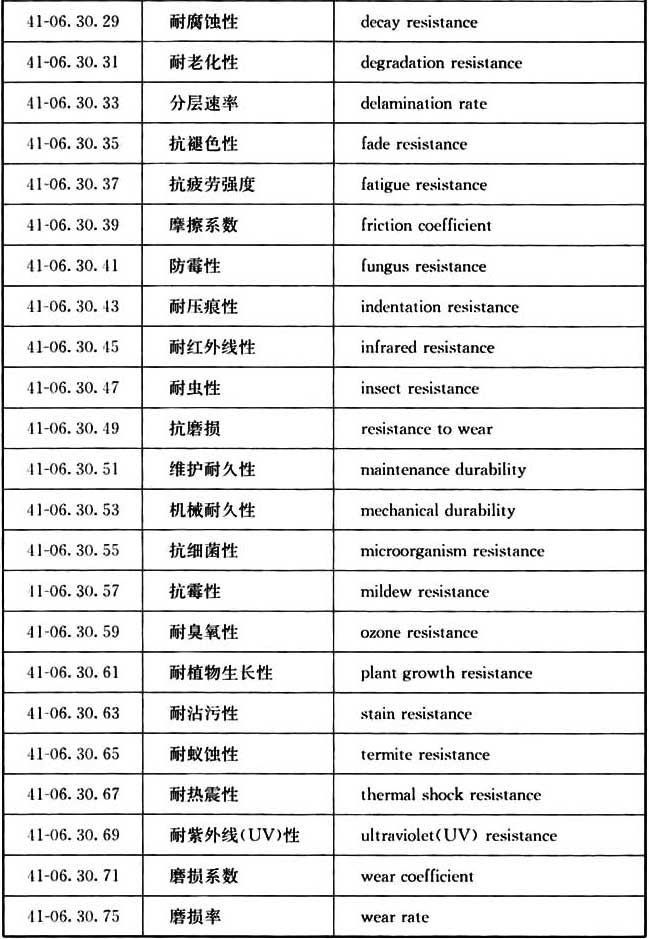 41-06.30.29 耐腐蚀性 decay resistance
41-06.30.31 耐老化性 degradation resistance
41-06.30.33 分层速率 delamination rate
41-06.30.35 抗褪色性 fade resistance
41-06.30.37 抗疲劳强度 fatigue resistance
41-06.30.39 摩擦系数 friction coefficient
41-06.30.41 防霉性 fungus resistance
41-06.30.43 耐压痕性 indentation resistance
41-06.30.45 耐红外线性 infrared resistance
41-06.30.47 耐虫性 insect resistance
41-06.30.49 抗磨损 resistance to wear
41-06.30.51 维护耐久性 maintenance durability
41-06.30.53 机械耐久性 mechanical durability
41-06.30.55 抗细菌性 microorganism resistance
41-06.30.57 抗霉性 mildew resistance
41-06.30.59 耐臭氧性 ozone resistance
41-06.30.61 耐植物生长性 plant growth resistance
41-06.30.63 耐沾污性 stain resistance
41-06.30.65 耐蚁蚀性 termite resistance
41-06.30.67 耐热震性 thermal shock resistance
41-06.30.69 耐紫外线(UV)性 ultraviolet(UV) resistance
41-06.30.71 磨损系数 wear coefficient
41-06.30.75 磨损率 wear rate